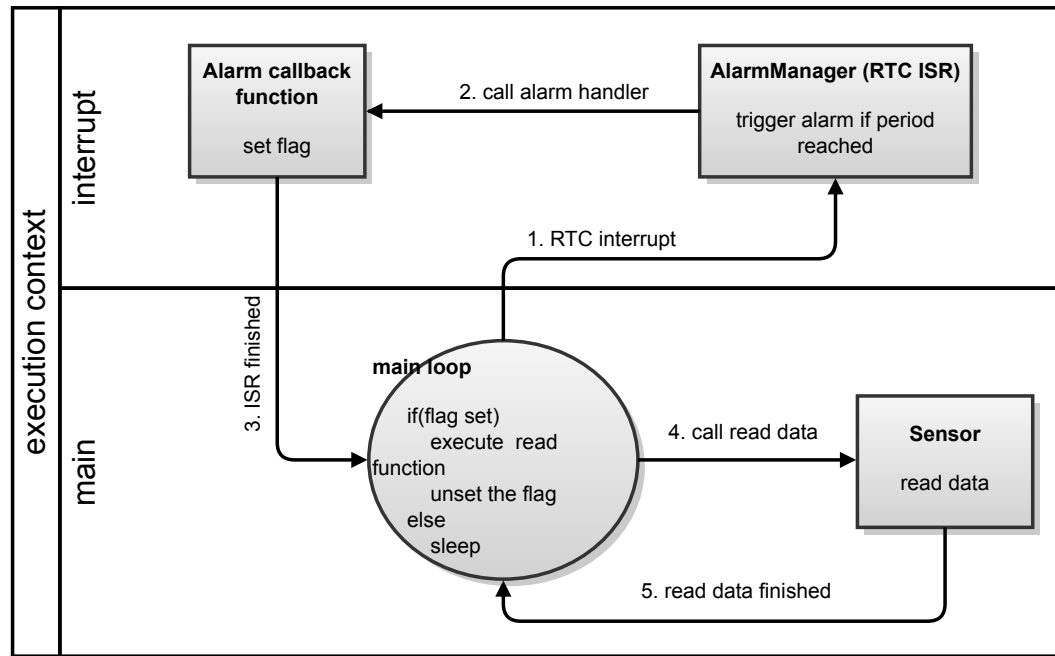 execution context
interrupt
Alarm callback
function
set flag
2. call alarm handler
AlarmManager (RTC ISR)
trigger alarm if period
reached
1. RTC interrupt
3. ISR finished
main
main loop
if(flag set)
execute read
function
unset the flag
else
sleep
4. call read data
Sensor
read data
5. read data finished